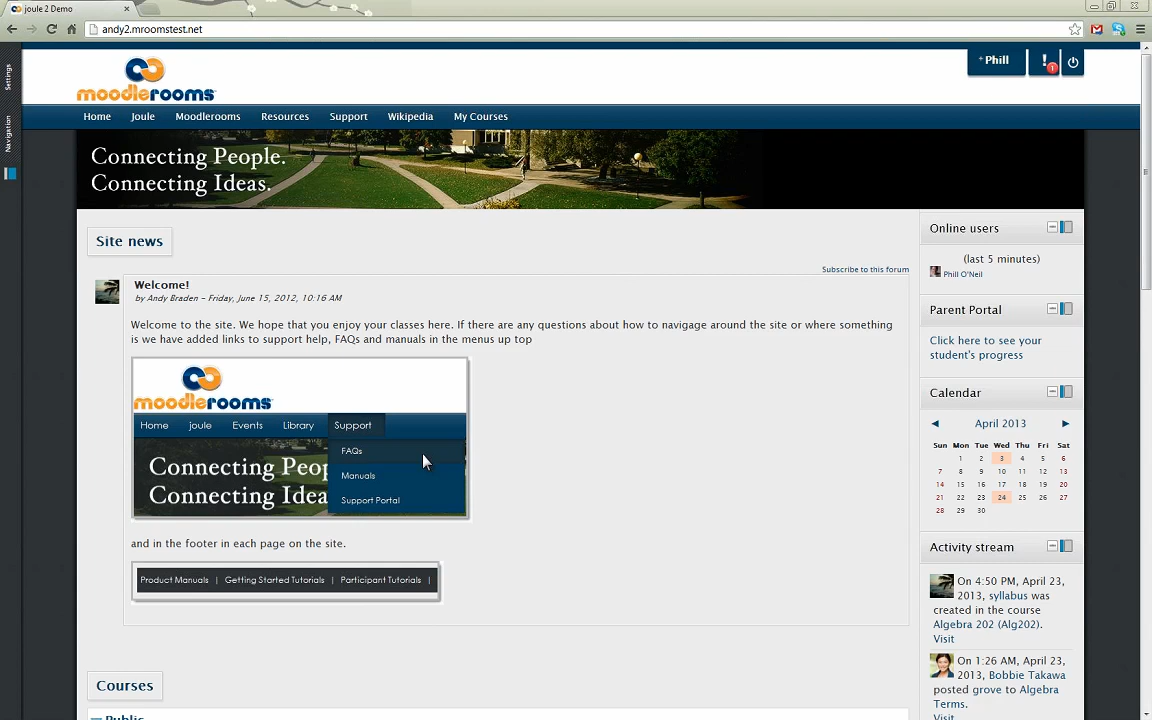 joule 2 Demo
andy2.mroomstest.net
Settings
Navigation
moodlerooms
Phill
! 1
Home Joule Moodlerooms Resources Support Wikipedia My Courses
Connecting People.
Connecting Ideas.
Site news
Subscribe to this forum
Welcome!
by Andy Braden – Friday, June 15, 2012, 10:16 AM
Welcome to the site. We hope that you enjoy your classes here. If there are any questions about how to navigage around the site or where something
is we have added links to support help, FAQs and manuals in the menus up top
moodlerooms
Home joule Events Library Support
FAQs
Connecting Peop
Manuals
Connecting Idea
Support Portal
and in the footer in each page on the site.
Product Manuals | Getting Started Tutorials | Participant Tutorials |
Courses
Public
Online users
(last 5 minutes)
Phill O'Neil
Parent Portal
Click here to see your
student's progress
Calendar
◄ April 2013 ►
Sun Mon Tue Wed Thu Fri Sat
1 2 3 4 5 6
7 8 9 10 11 12 13
14 15 16 17 18 19 20
21 22 23 24 25 26 27
28 29 30
Activity stream
On 4:50 PM, April 23,
2013, syllabus was
created in the course
Algebra 202 (Alg202).
Visit
On 1:26 AM, April 23,
2013, Bobbie Takawa
posted grove to Algebra
Terms.
Visit